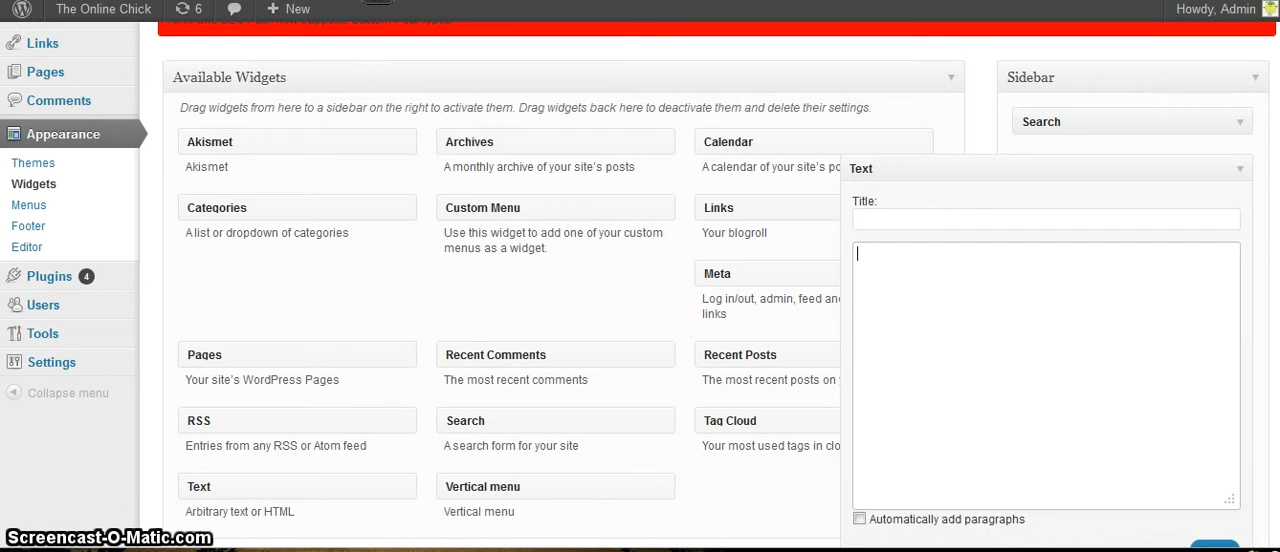 The Online Chick
6
New
Howdy, Admin
Links
Pages
Comments
Appearance
Themes
Widgets
Menus
Footer
Editor
Plugins 4
Users
Tools
Settings
Collapse menu
Available Widgets
Drag widgets from here to a sidebar on the right to activate them. Drag widgets back here to deactivate them and delete their settings.
Akismet
Akismet
Archives
A monthly archive of your site's posts
Calendar
A calendar of your site's po
Categories
A list or dropdown of categories
Custom Menu
Use this widget to add one of your custom
menus as a widget.
Links
Your blogroll
Meta
Log in/out, admin, feed an
links
Pages
Your site's WordPress Pages
Recent Comments
The most recent comments
Recent Posts
The most recent posts on
RSS
Entries from any RSS or Atom feed
Search
A search form for your site
Tag Cloud
Your most used tags in clo
Text
Arbitrary text or HTML
Vertical menu
Vertical menu
Sidebar
Search
Text
Title:
Automatically add paragraphs
Screencast-O-Matic.com